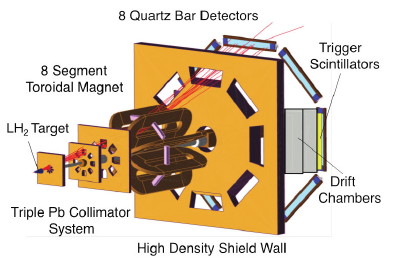 8 Quartz Bar Detectors
Trigger
Scintillators
8 Segment
Toroidal Magnet
LH₂ Target
Drift
Chambers
Triple Pb Collimator
System
High Density Shield Wall